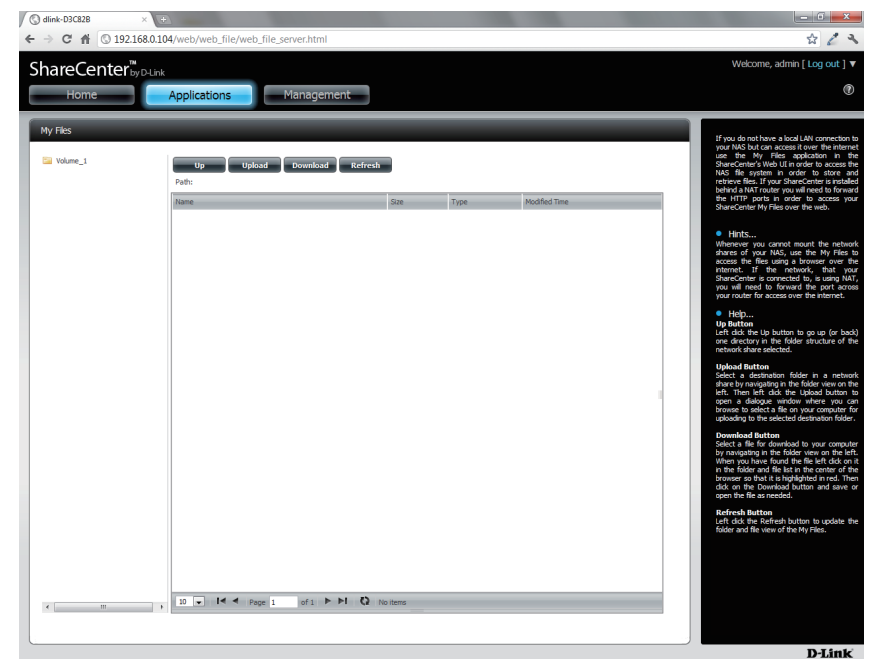 dlink-D3C82B
192.168.0.104/web/web_file/web_file_server.html
ShareCenter™ by D-Link
Welcome, admin [ Log out ] ▼
Home
Applications
Management
My Files
Volume_1
Up
Upload
Download
Refresh
Path:
Name
Size
Type
Modified Time
10
Page 1 of 1
No items
If you do not have a local LAN connection to
your NAS but can access it over the internet
use the My Files application in the
ShareCenter's Web UI in order to access the
NAS file system in order to store and
retrieve files. If your ShareCenter is installed
behind a NAT router you will need to forward
the HTTP ports in order to access your
ShareCenter My Files over the web.
Hints...
Whenever you cannot mount the network
shares of your NAS, use the My Files to
access the files using a browser over the
internet. If the network, that your
ShareCenter is connected to, is using NAT,
you will need to forward the port across
your router for access over the internet.
Help...
Up Button
Left click the Up button to go up (or back)
one directory in the folder structure of the
network share selected.
Upload Button
Select a destination folder in a network
share by navigating in the folder view on the
left. Then left click the Upload button to
open a dialogue window where you can
browse to select a file on your computer for
uploading to the selected destination folder.
Download Button
Select a file for download to your computer
by navigating in the folder view on the left.
When you have found the file left click on it
in the folder and file list in the center of the
browser so that it is highlighted in red. Then
click on the Download button and save or
open the file as needed.
Refresh Button
Left click the Refresh button to update the
folder and file view of the My Files.
D-Link